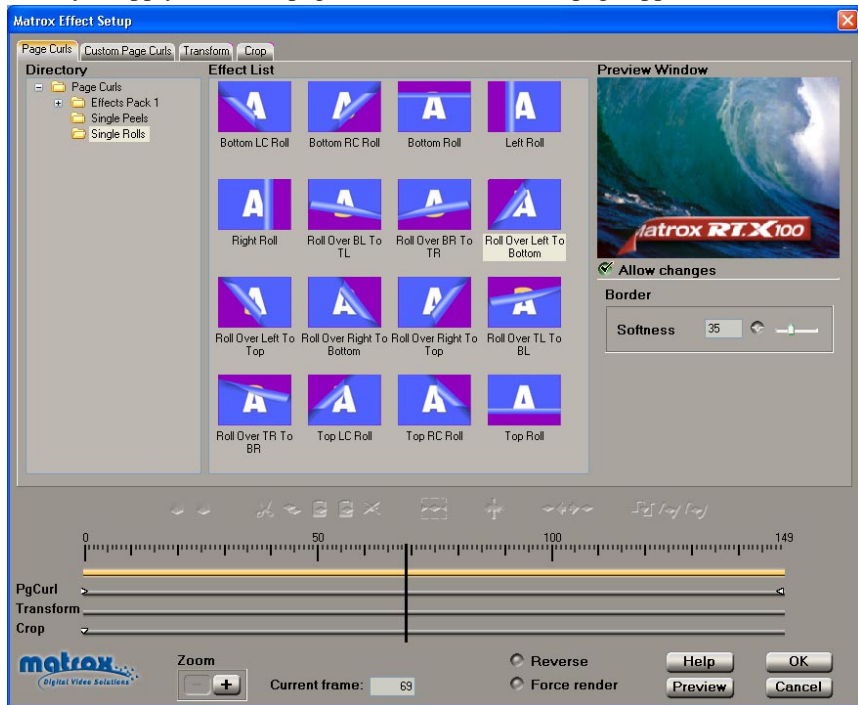 Matrox Effect Setup
Page Curls Custom Page Curls Transform Crop
Directory
Page Curls
Effects Pack 1
Single Peels
Single Rolls
Effect List
A A A A
Bottom LC Roll Bottom RC Roll Bottom Roll Left Roll
A A A A
Right Roll Roll Over BL To TL Roll Over BR To TR Roll Over Left To Bottom
A A A A
Roll Over Left To Top Roll Over Right To Bottom Roll Over Right To Top Roll Over TL To BL
A A A A
Roll Over TR To BR Top LC Roll Top RC Roll Top Roll
Preview Window
atrox RT.X100
Allow changes
Border
Softness 35
0 50 100 149
PgCurl
Transform
Crop
matrox
Digital Video Solutions
Zoom
Current frame: 69
Reverse
Force render
Help OK
Preview Cancel